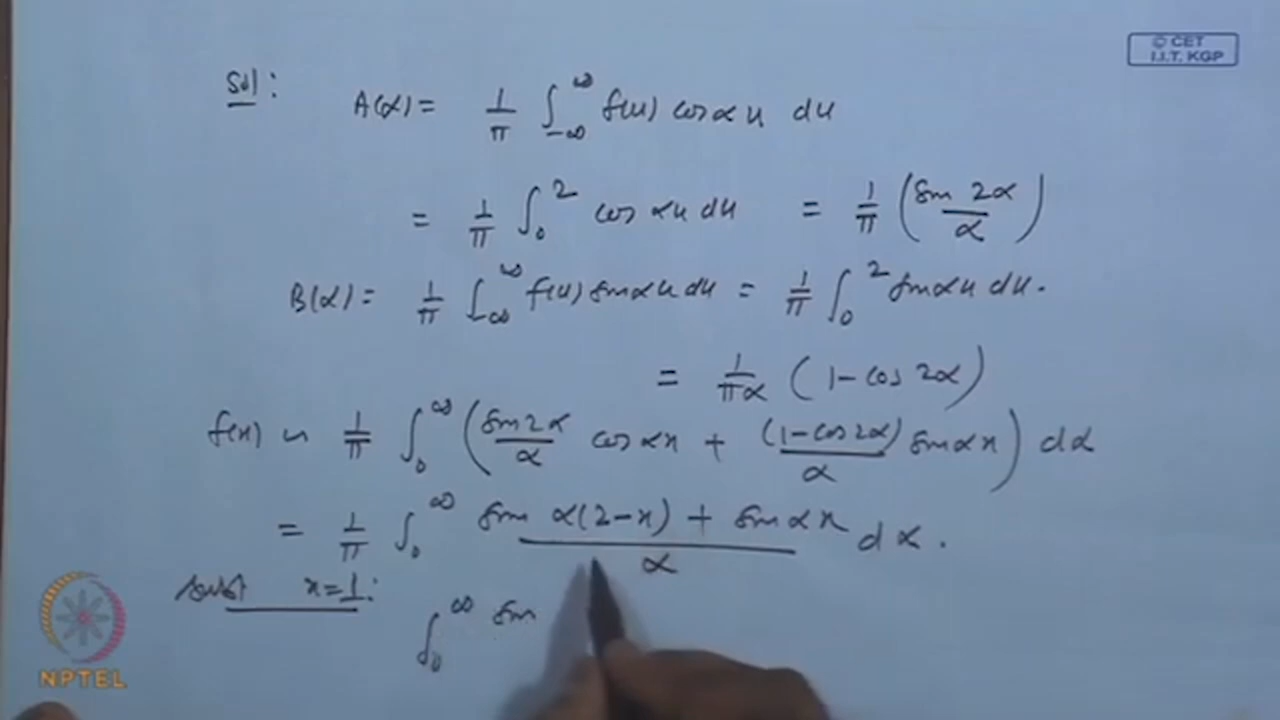 © CET
I.I.T. KGP
Sol :
A(α) = 1/π ∫_{-∞}^{∞} f(u) cos αu du
= 1/π ∫_0^2 cos αu du = 1/π (sin 2α / α)
B(α) = 1/π ∫_{-∞}^{∞} f(u) sin αu du = 1/π ∫_0^2 sin αu du.
= 1/πα (1 - cos 2α)
f(x) ~ 1/π ∫_0^∞ (sin 2α / α cos αx + (1-cos 2α) / α sin αx) dα
= 1/π ∫_0^∞ (sin α(2-x) + sin αx) / α dα.
x=1:
∫_0^∞ sin
NPTEL